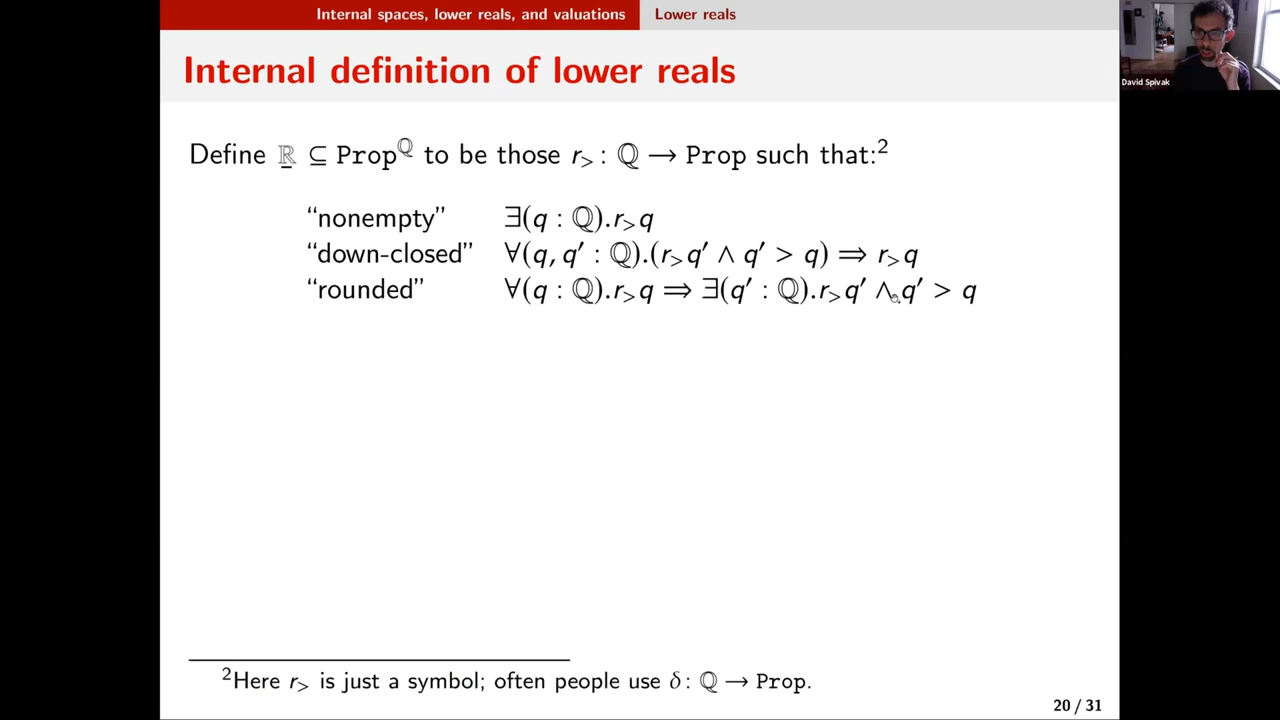 Internal spaces, lower reals, and valuations Lower reals
Internal definition of lower reals
David Spivak
Define ℝ̲ ⊆ Prop^ℚ to be those r_> : ℚ → Prop such that:²
“nonempty” ∃(q : ℚ).r_>q
“down-closed” ∀(q, q′ : ℚ).(r_>q′ ∧ q′ > q) ⇒ r_>q
“rounded” ∀(q : ℚ).r_>q ⇒ ∃(q′ : ℚ).r_>q′ ∧ q′ > q
²Here r_> is just a symbol; often people use δ: ℚ → Prop.
20 / 31